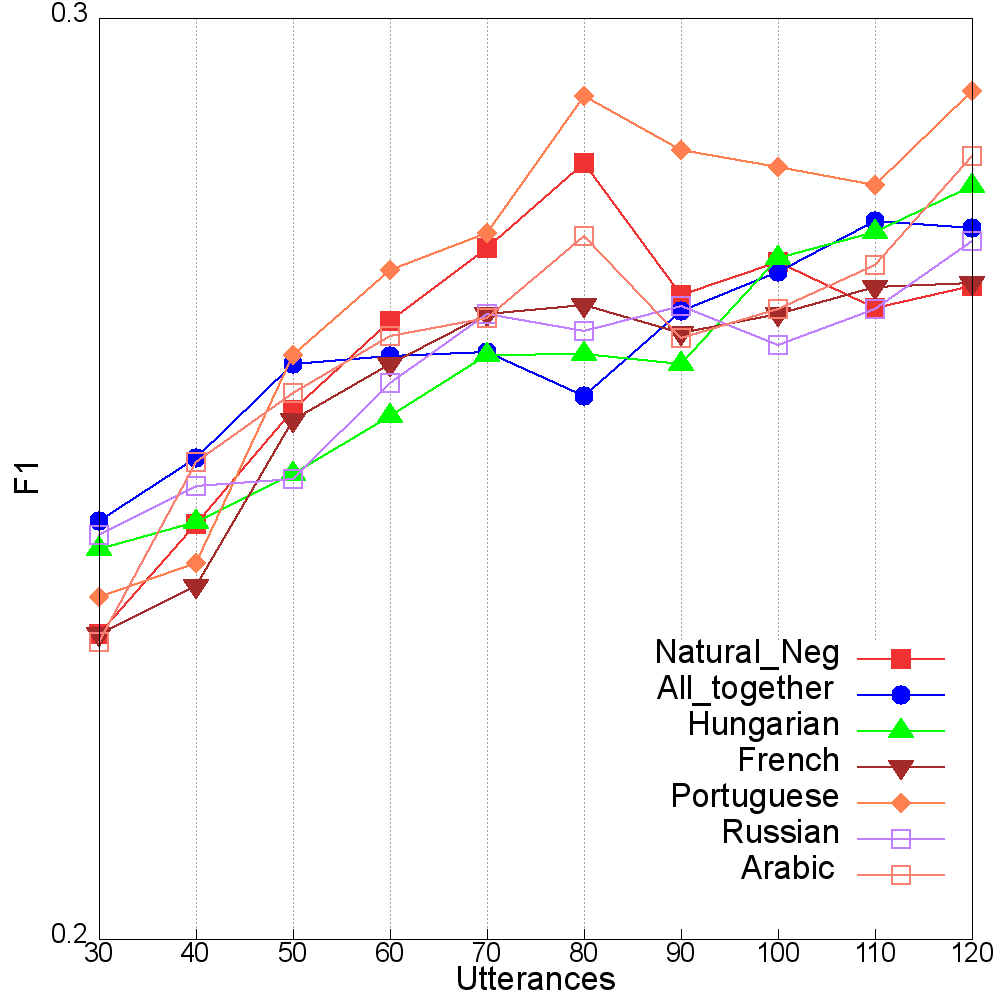 0.3
F1
Natural_Neg
All_together
Hungarian
French
Portuguese
Russian
Arabic
0.2
30 40 50 60 70 80 90 100 110 120
Utterances